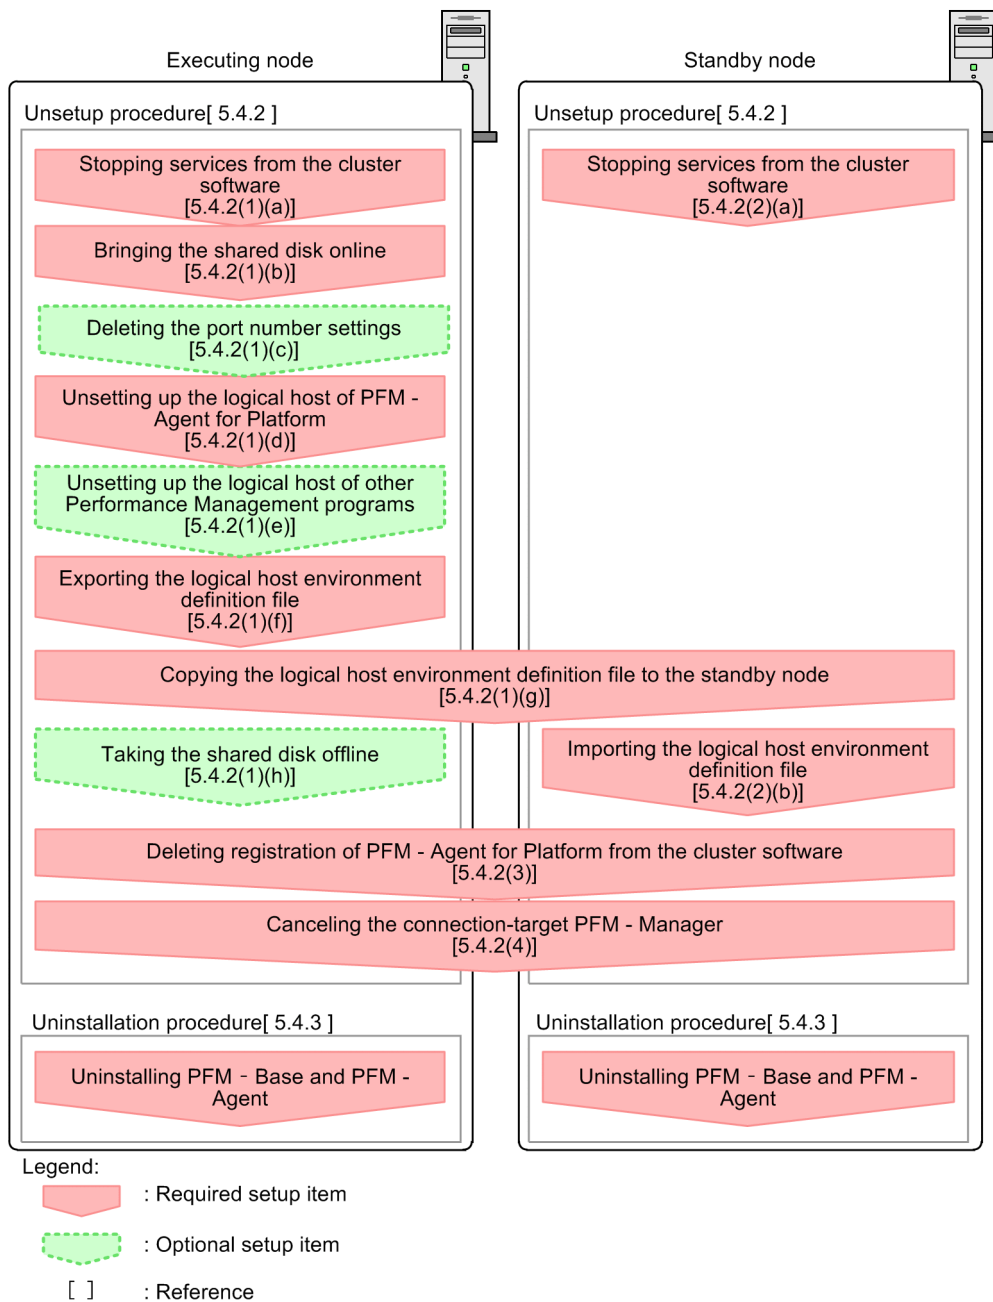 Executing node
Standby node
Unsetup procedure[ 5.4.2 ]
Unsetup procedure[ 5.4.2 ]
Stopping services from the cluster
software
[5.4.2(1)(a)]
Stopping services from the cluster
software
[5.4.2(2)(a)]
Bringing the shared disk online
[5.4.2(1)(b)]
Deleting the port number settings
[5.4.2(1)(c)]
Unsetting up the logical host of PFM -
Agent for Platform
[5.4.2(1)(d)]
Unsetting up the logical host of other
Performance Management programs
[5.4.2(1)(e)]
Exporting the logical host environment
definition file
[5.4.2(1)(f)]
Copying the logical host environment definition file to the standby node
[5.4.2(1)(g)]
Taking the shared disk offline
[5.4.2(1)(h)]
Importing the logical host environment
definition file
[5.4.2(2)(b)]
Deleting registration of PFM - Agent for Platform from the cluster software
[5.4.2(3)]
Canceling the connection-target PFM - Manager
[5.4.2(4)]
Uninstallation procedure[ 5.4.3 ]
Uninstallation procedure[ 5.4.3 ]
Uninstalling PFM - Base and PFM -
Agent
Uninstalling PFM - Base and PFM -
Agent
Legend:
: Required setup item
: Optional setup item
[ ] : Reference